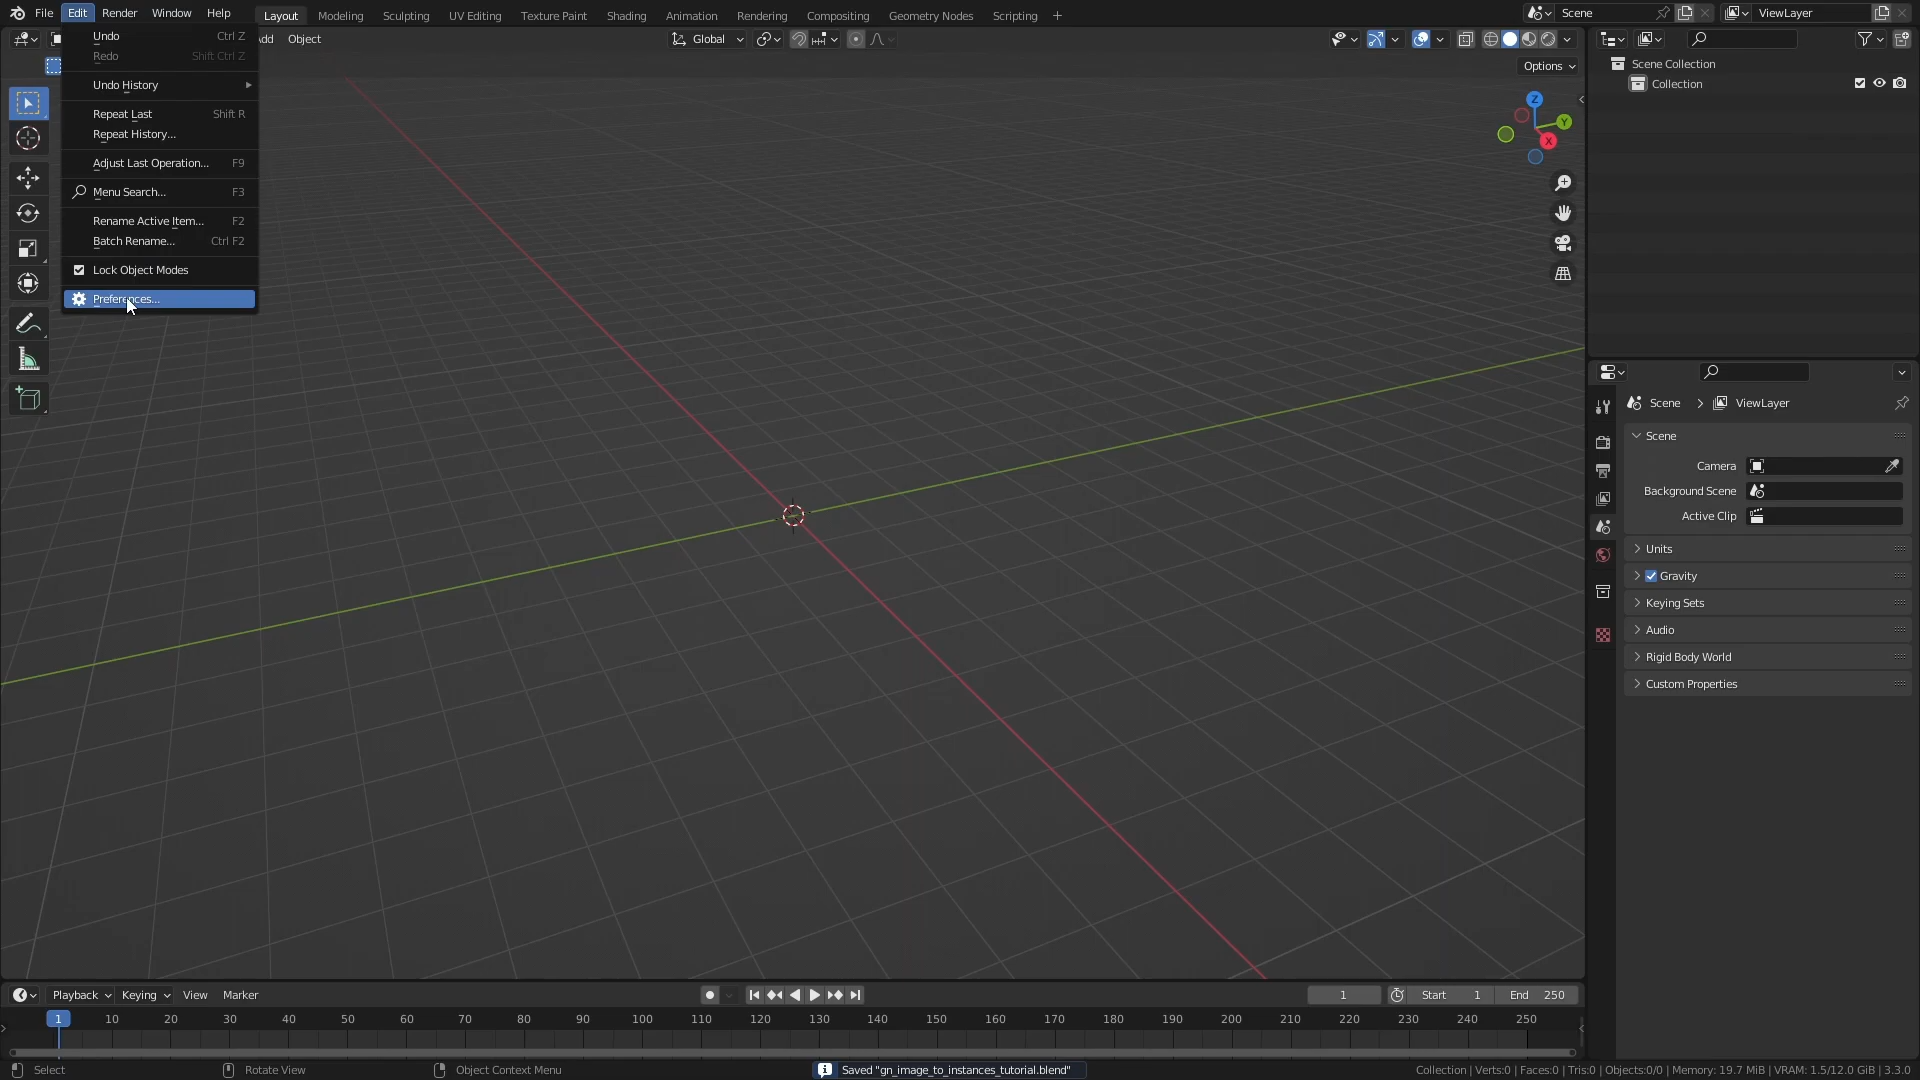 File Edit Render Window Help
Layout Modeling Sculpting UV Editing Texture Paint Shading Animation Rendering Compositing Geometry Nodes Scripting +
Scene
ViewLayer
Object
Global
Options
Undo Ctrl Z
Redo Shift Ctrl Z
Undo History
Repeat Last Shift R
Repeat History...
Adjust Last Operation... F9
Menu Search... F3
Rename Active Item... F2
Batch Rename... Ctrl F2
Lock Object Modes
Preferences...
Z
Y
X
Scene Collection
Collection
Scene > ViewLayer
Scene
Camera
Background Scene
Active Clip
Units
Gravity
Keying Sets
Audio
Rigid Body World
Custom Properties
Playback Keying View Marker
1 Start 1 End 250
1 10 20 30 40 50 60 70 80 90 100 110 120 130 140 150 160 170 180 190 200 210 220 230 240 250
Select Rotate View Object Context Menu
Saved "gn_image_to_instances_tutorial.blend"
Collection | Verts:0 | Faces:0 | Tris:0 | Objects:0/0 | Memory: 19.7 MiB | VRAM: 1.5/12.0 GiB | 3.3.0